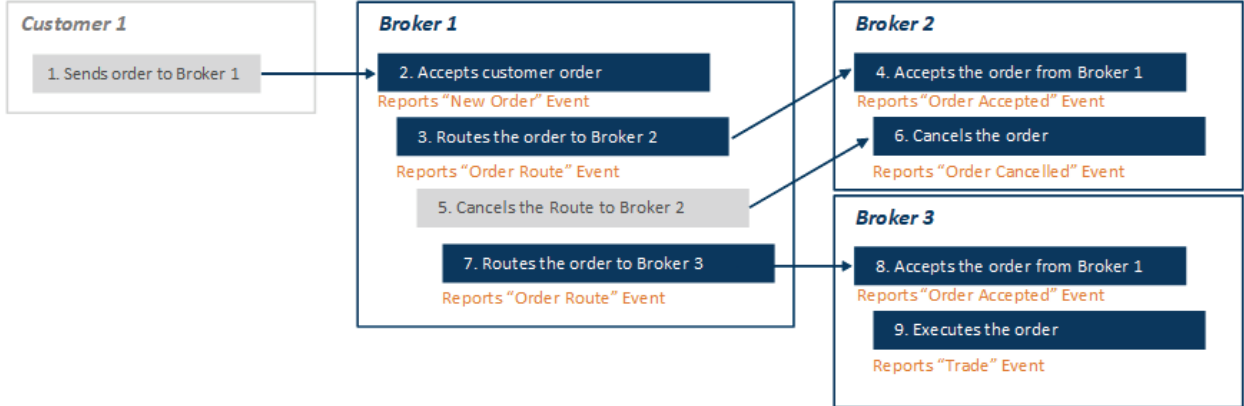 Customer 1
1. Sends order to Broker 1
Broker 1
2. Accepts customer order
Reports "New Order" Event
3. Routes the order to Broker 2
Reports "Order Route" Event
5. Cancels the Route to Broker 2
7. Routes the order to Broker 3
Reports "Order Route" Event
Broker 2
4. Accepts the order from Broker 1
Reports "Order Accepted" Event
6. Cancels the order
Reports "Order Cancelled" Event
Broker 3
8. Accepts the order from Broker 1
Reports "Order Accepted" Event
9. Executes the order
Reports "Trade" Event